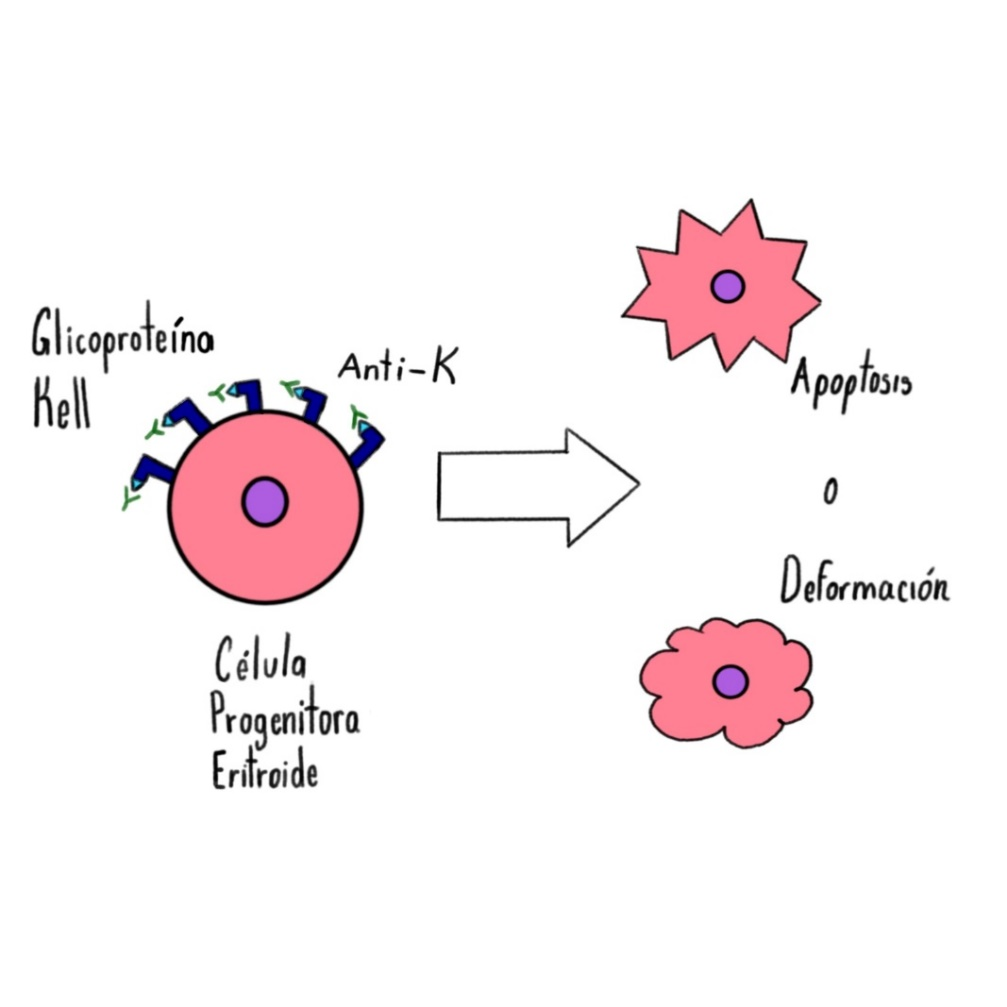 Glicoproteína
Kell
Anti-K
Célula
Progenitora
Eritroide
Apoptosis
o
Deformación